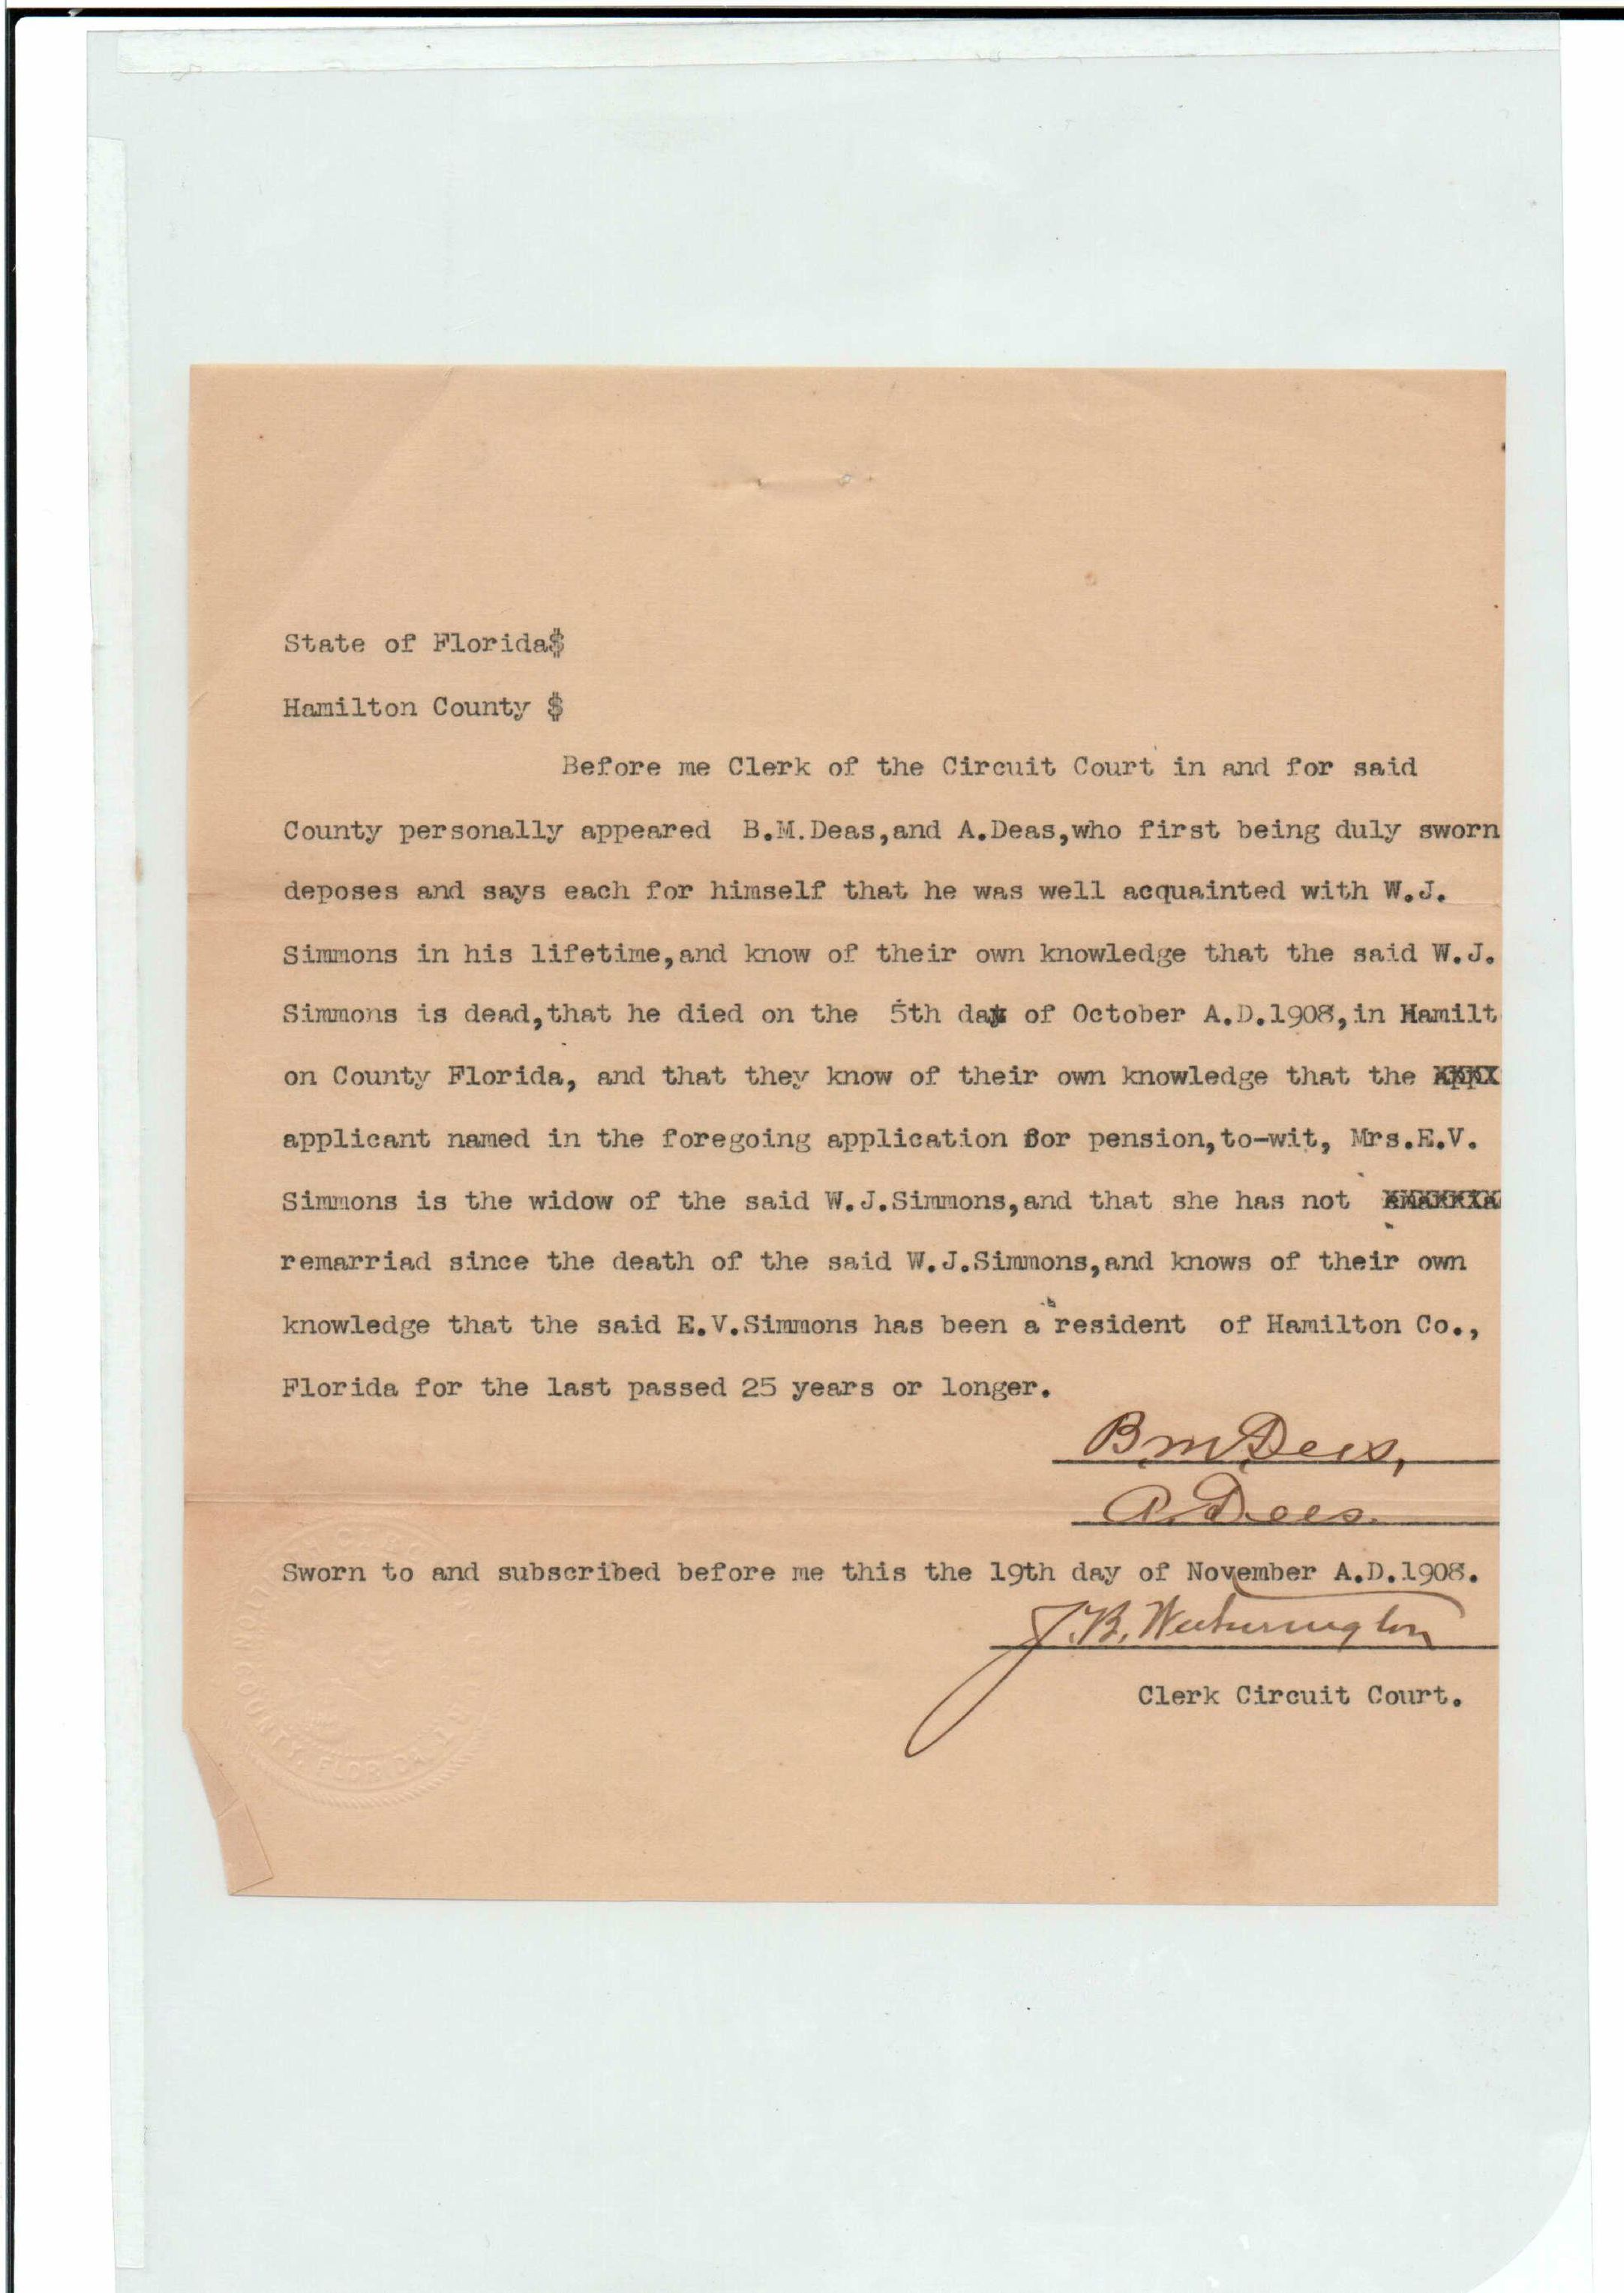 State of Florida$
Hamilton County $
Before me Clerk of the Circuit Court in and for said
County personally appeared B.M.Deas,and A.Deas,who first being duly sworn
deposes and says each for himself that he was well acquainted with W.J.
Simmons in his lifetime,and know of their own knowledge that the said W.J.
Simmons is dead,that he died on the 5th day of October A.D.1908,in Hamilt
on County Florida, and that they know of their own knowledge that the
applicant named in the foregoing application for pension,to-wit, Mrs.E.V.
Simmons is the widow of the said W.J.Simmons,and that she has not
remarriad since the death of the said W.J.Simmons,and knows of their own
knowledge that the said E.V.Simmons has been a resident of Hamilton Co.,
Florida for the last passed 25 years or longer.
B.M.Dees,
A.Dees.
Sworn to and subscribed before me this the 19th day of November A.D.1908.
J.B. Wetherington
Clerk Circuit Court.
COUNTY, FLORIDA